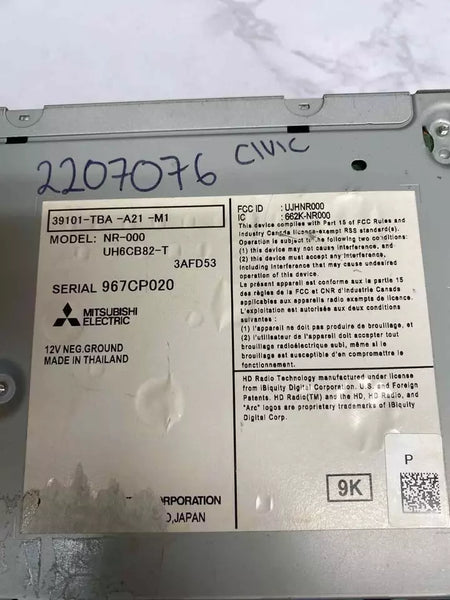 2207076 CIVIC
39101-TBA -A21 -M1
MODEL: NR-000
UH6CB82-T
3AFD53
SERIAL 967CP020
MITSUBISHI
ELECTRIC
12V NEG.GROUND
MADE IN THAILAND
ORPORATION
O,JAPAN
FCC ID : UJHNR000
IC : 662K-NR000
This device complies with Part 15 of FCC Rules and
Industry Canada licence-exempt RSS standard(s).
Operation is subject to the following two conditions:
(1) this device may not cause interference, and
(2) this device must accept any interference,
including interference that may cause undesired
operation of this device.
Le présent appareil est conforme aux la partie 15
des règles de la FCC et CNR d'Industrie Canada
applicables aux appareils radio exempts de licence.
L'exploitation est autorisée aux deux conditions
suivantes :
(1) l'appareil ne doit pas produire de brouillage, et
(2) l'utilisateur de l'appareil doit accepter tout
brouillage radioélectrique subi, même si le
brouillage est susceptible d'en compromettre le
fonctionnement.
HD Radio Technology manufactured under license
from iBiquity Digital Corporation. U.S. and Foreign
Patents. HD Radio(TM) and the HD, HD Radio, and
"Arc" logos are proprietary trademarks of iBiquity
Digital Corp.
9K
P